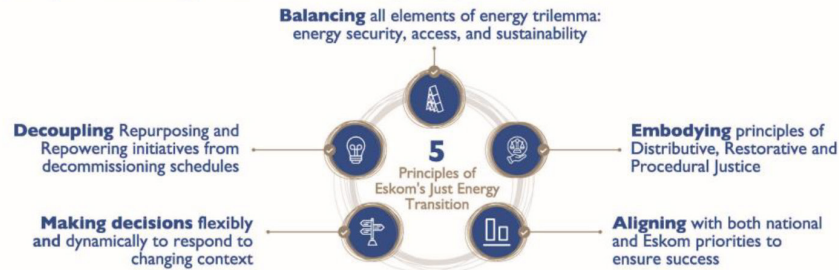 Balancing all elements of energy trilemma:
energy security, access, and sustainability
Decoupling Repurposing and
Repowering initiatives from
decommissioning schedules
5
Principles of
Eskom's Just Energy
Transition
Embodying principles of
Distributive, Restorative and
Procedural Justice
Making decisions flexibly
and dynamically to respond to
changing context
Aligning with both national
and Eskom priorities to
ensure success